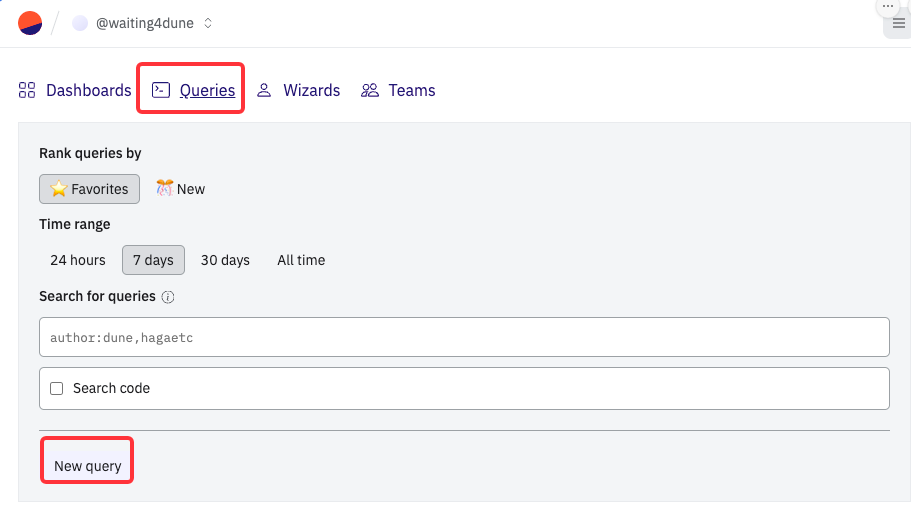 @waiting4dune
Dashboards Queries Wizards Teams
Rank queries by
Favorites New
Time range
24 hours 7 days 30 days All time
Search for queries
author:dune,hagaetc
Search code
New query